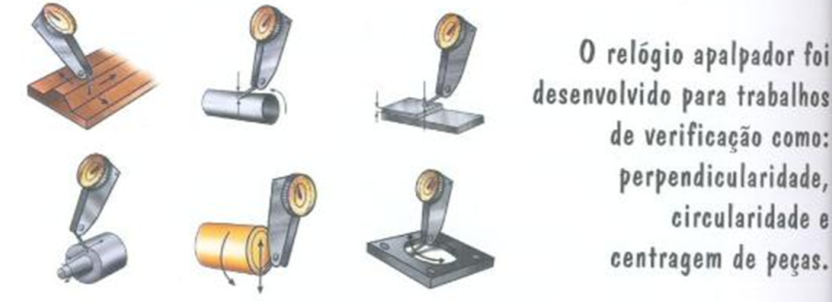 O relógio apalpador foi
desenvolvido para trabalhos
de verificação como:
perpendicularidade,
circularidade e
centragem de peças.